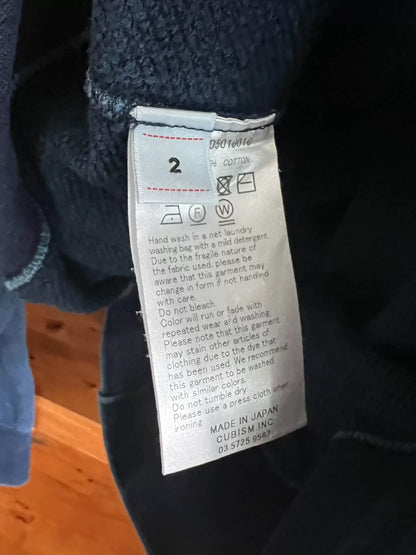 2
D5010010
% COTTON
F W
Hand wash in a net laundry
washing bag with a mild detergent.
Due to the fragile nature of
the fabric used, please be
aware that this garment may
change in form if not handled
with care.
Do not bleach.
Color will run or fade with
repeated wear and washing
Please note that this garment
may stain other articles of
clothing due to the dye that
has been used. We recommend
this garment to be washed
with similar colors.
Do not tumble dry.
Please use a press cloth when
ironing.
MADE IN JAPAN
CUBISM INC.
03.5725.9567